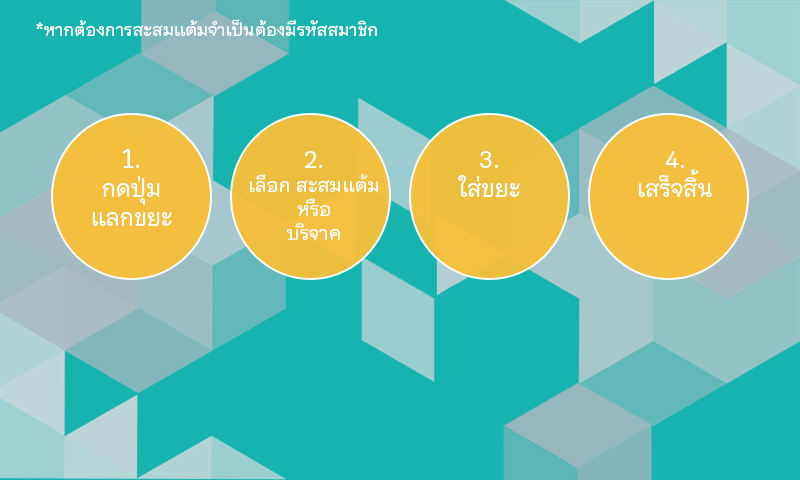 *หากต้องการสะสมแต้มจำเป็นต้องมีรหัสสมาชิก
1.
กดปุ่ม
แลกขยะ
2.
เลือก สะสมแต้ม
หรือ
บริจาค
3.
ใส่ขยะ
4.
เสร็จสิ้น